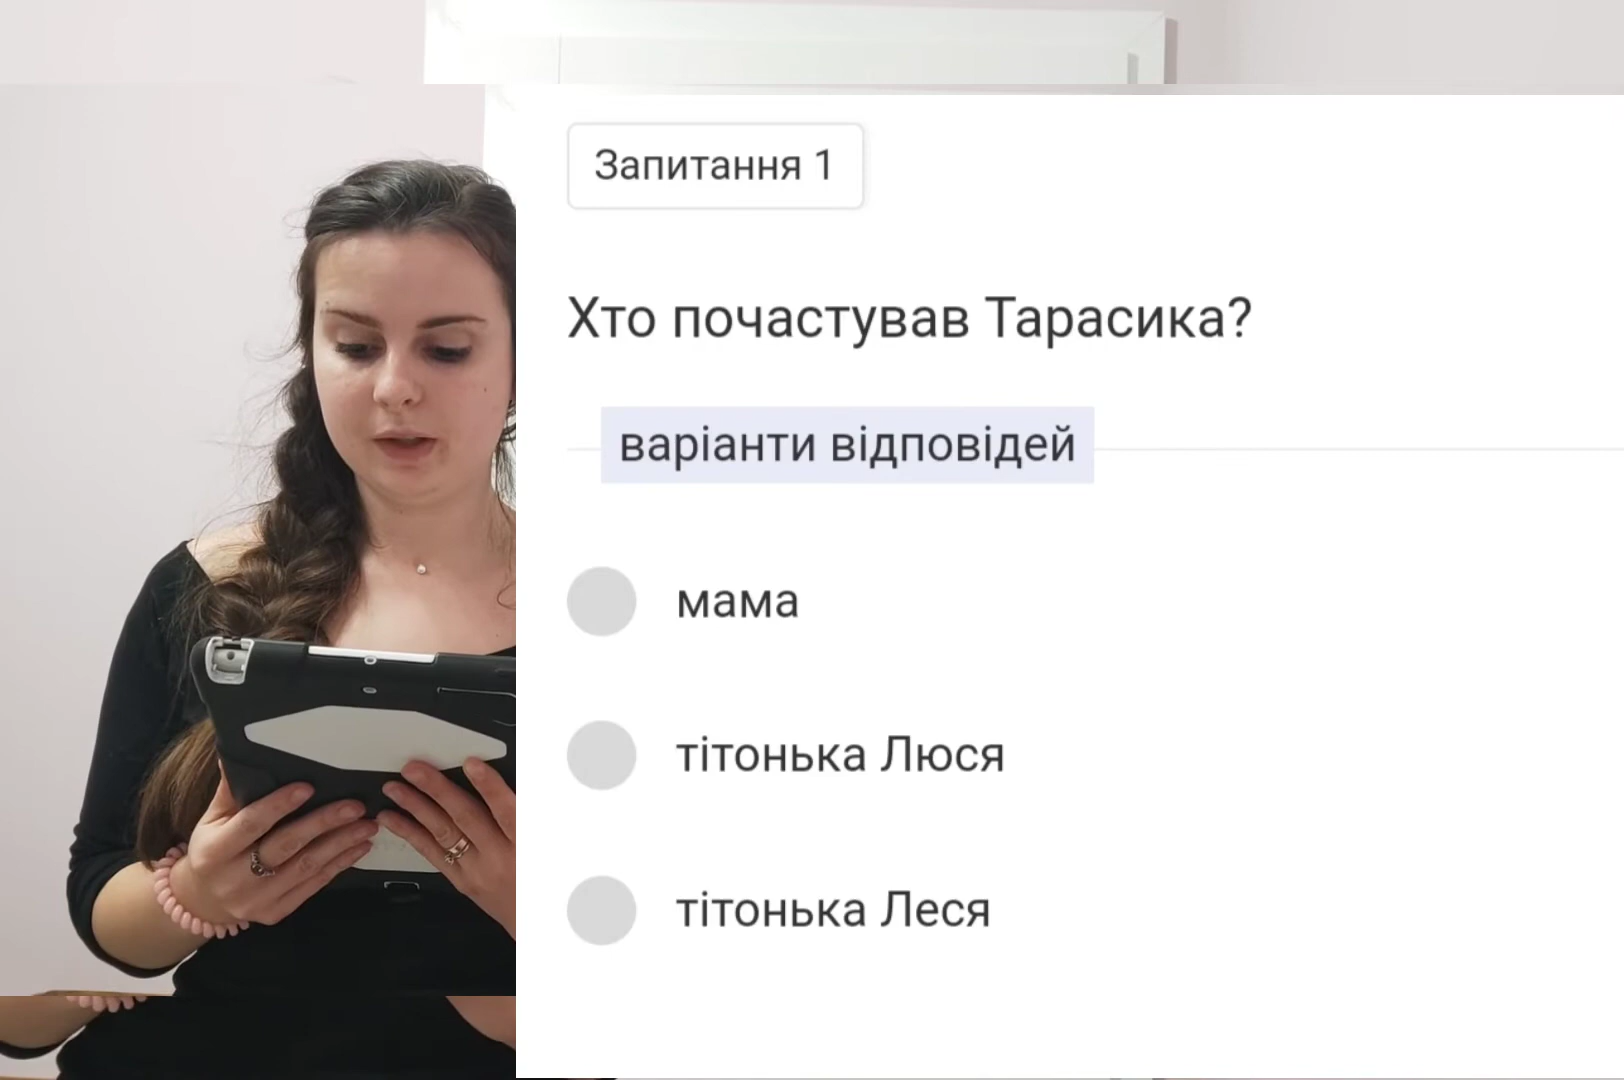 Запитання 1
Хто почастував Тарасика?
варіанти відповідей
мама
тітонька Люся
тітонька Леся